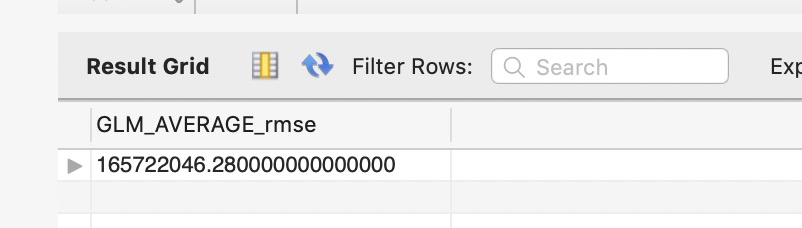 Result Grid Filter Rows: Search Exp
GLM_AVERAGE_rmse
165722046.280000000000000